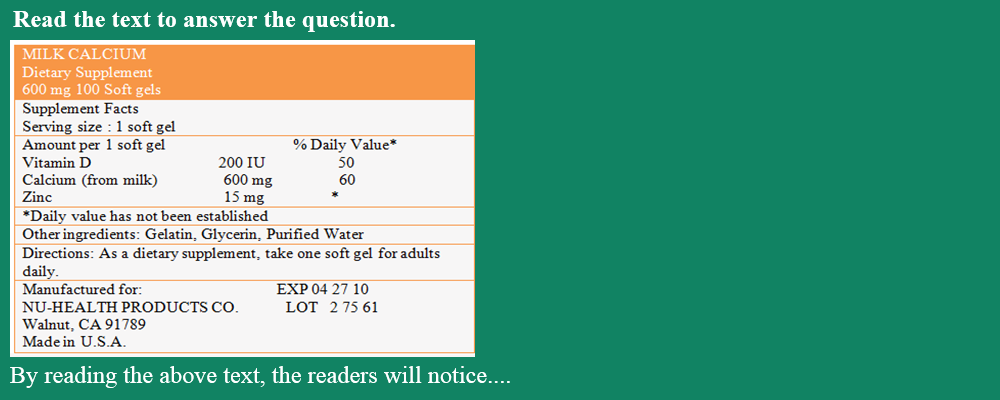 Read the text to answer the question.
MILK CALCIUM
Dietary Supplement
600 mg 100 Soft gels
Supplement Facts
Serving size : 1 soft gel
Amount per 1 soft gel % Daily Value*
Vitamin D 200 IU 50
Calcium (from milk) 600 mg 60
Zinc 15 mg *
*Daily value has not been established
Other ingredients: Gelatin, Glycerin, Purified Water
Directions: As a dietary supplement, take one soft gel for adults
daily.
Manufactured for: EXP 04 27 10
NU-HEALTH PRODUCTS CO. LOT 2 75 61
Walnut, CA 91789
Made in U.S.A.
By reading the above text, the readers will notice....